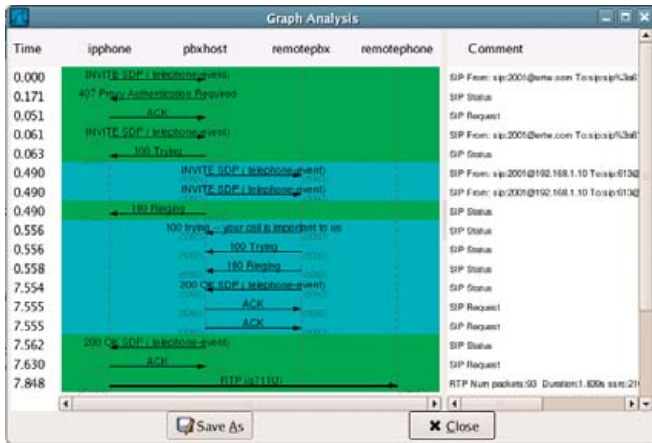 Graph Analysis
Time ipphone pbxhost remotepbx remotephone Comment
0.000 INVITE SDP ( telephone-event) SIP From: sip:2001@ertw.com To:sip:sip%3a6
0.171 407 Proxy Authentication Required SIP Status
0.051 ACK SIP Request
0.061 INVITE SDP ( telephone-event) SIP From: sip:2001@ertw.com To:sip:sip%3a6
0.063 100 Trying SIP Status
0.490 INVITE SDP ( telephone-event) SIP From: sip:2001@192.168.1.10 To:sip:613@
0.490 INVITE SDP ( telephone-event) SIP From: sip:2001@192.168.1.10 To:sip:613@
0.490 180 Ringing SIP Status
0.556 100 trying -- your call is important to us SIP Status
0.556 100 Trying SIP Status
0.558 180 Ringing SIP Status
7.554 200 OK SDP ( telephone-event) SIP Status
7.555 ACK SIP Request
7.555 ACK SIP Request
7.562 200 OK SDP ( telephone-event) SIP Status
7.630 ACK SIP Request
7.848 RTP (g711U) RTP Num packets:93 Duration:1.839s ssrc:21
Save As
Close